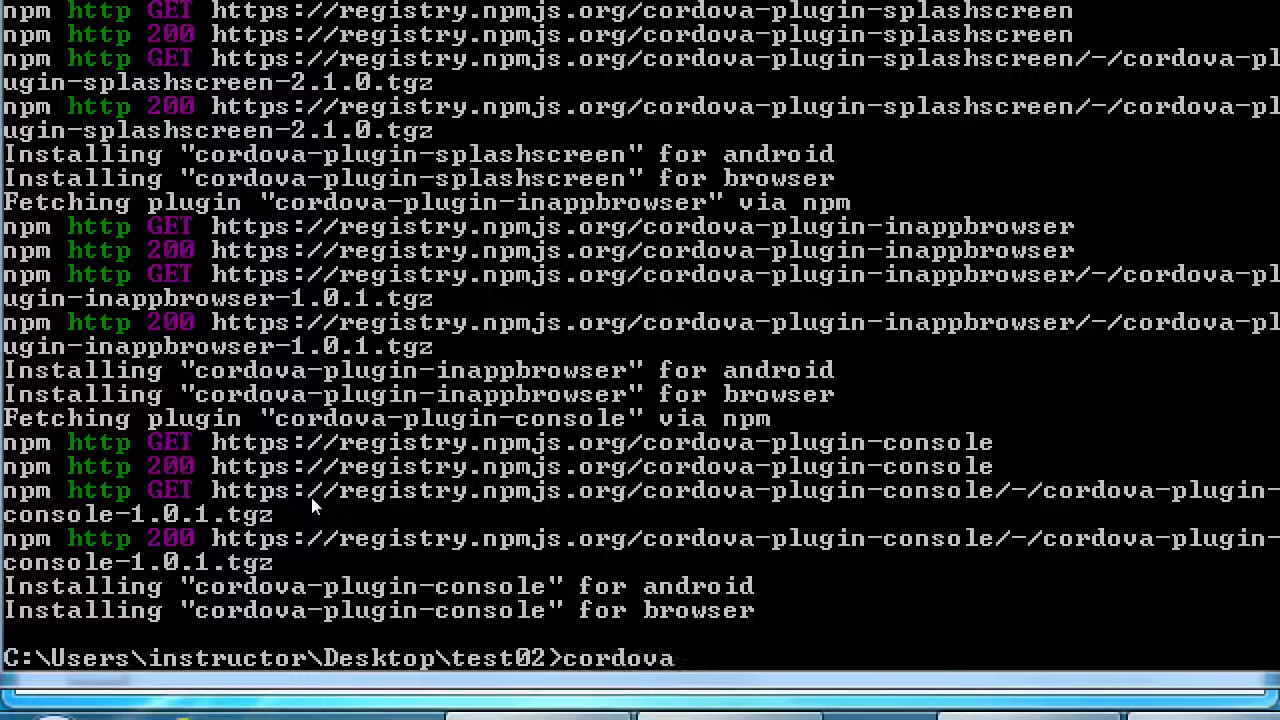 npm http GET https://registry.npmjs.org/cordova-plugin-splashscreen
npm http 200 https://registry.npmjs.org/cordova-plugin-splashscreen
npm http GET https://registry.npmjs.org/cordova-plugin-splashscreen/-/cordova-pl
ugin-splashscreen-2.1.0.tgz
npm http 200 https://registry.npmjs.org/cordova-plugin-splashscreen/-/cordova-pl
ugin-splashscreen-2.1.0.tgz
Installing "cordova-plugin-splashscreen" for android
Installing "cordova-plugin-splashscreen" for browser
Fetching plugin "cordova-plugin-inappbrowser" via npm
npm http GET https://registry.npmjs.org/cordova-plugin-inappbrowser
npm http 200 https://registry.npmjs.org/cordova-plugin-inappbrowser
npm http GET https://registry.npmjs.org/cordova-plugin-inappbrowser/-/cordova-pl
ugin-inappbrowser-1.0.1.tgz
npm http 200 https://registry.npmjs.org/cordova-plugin-inappbrowser/-/cordova-pl
ugin-inappbrowser-1.0.1.tgz
Installing "cordova-plugin-inappbrowser" for android
Installing "cordova-plugin-inappbrowser" for browser
Fetching plugin "cordova-plugin-console" via npm
npm http GET https://registry.npmjs.org/cordova-plugin-console
npm http 200 https://registry.npmjs.org/cordova-plugin-console
npm http GET https://registry.npmjs.org/cordova-plugin-console/-/cordova-plugin-
console-1.0.1.tgz
npm http 200 https://registry.npmjs.org/cordova-plugin-console/-/cordova-plugin-
console-1.0.1.tgz
Installing "cordova-plugin-console" for android
Installing "cordova-plugin-console" for browser
C:\Users\instructor\Desktop\test02>cordova